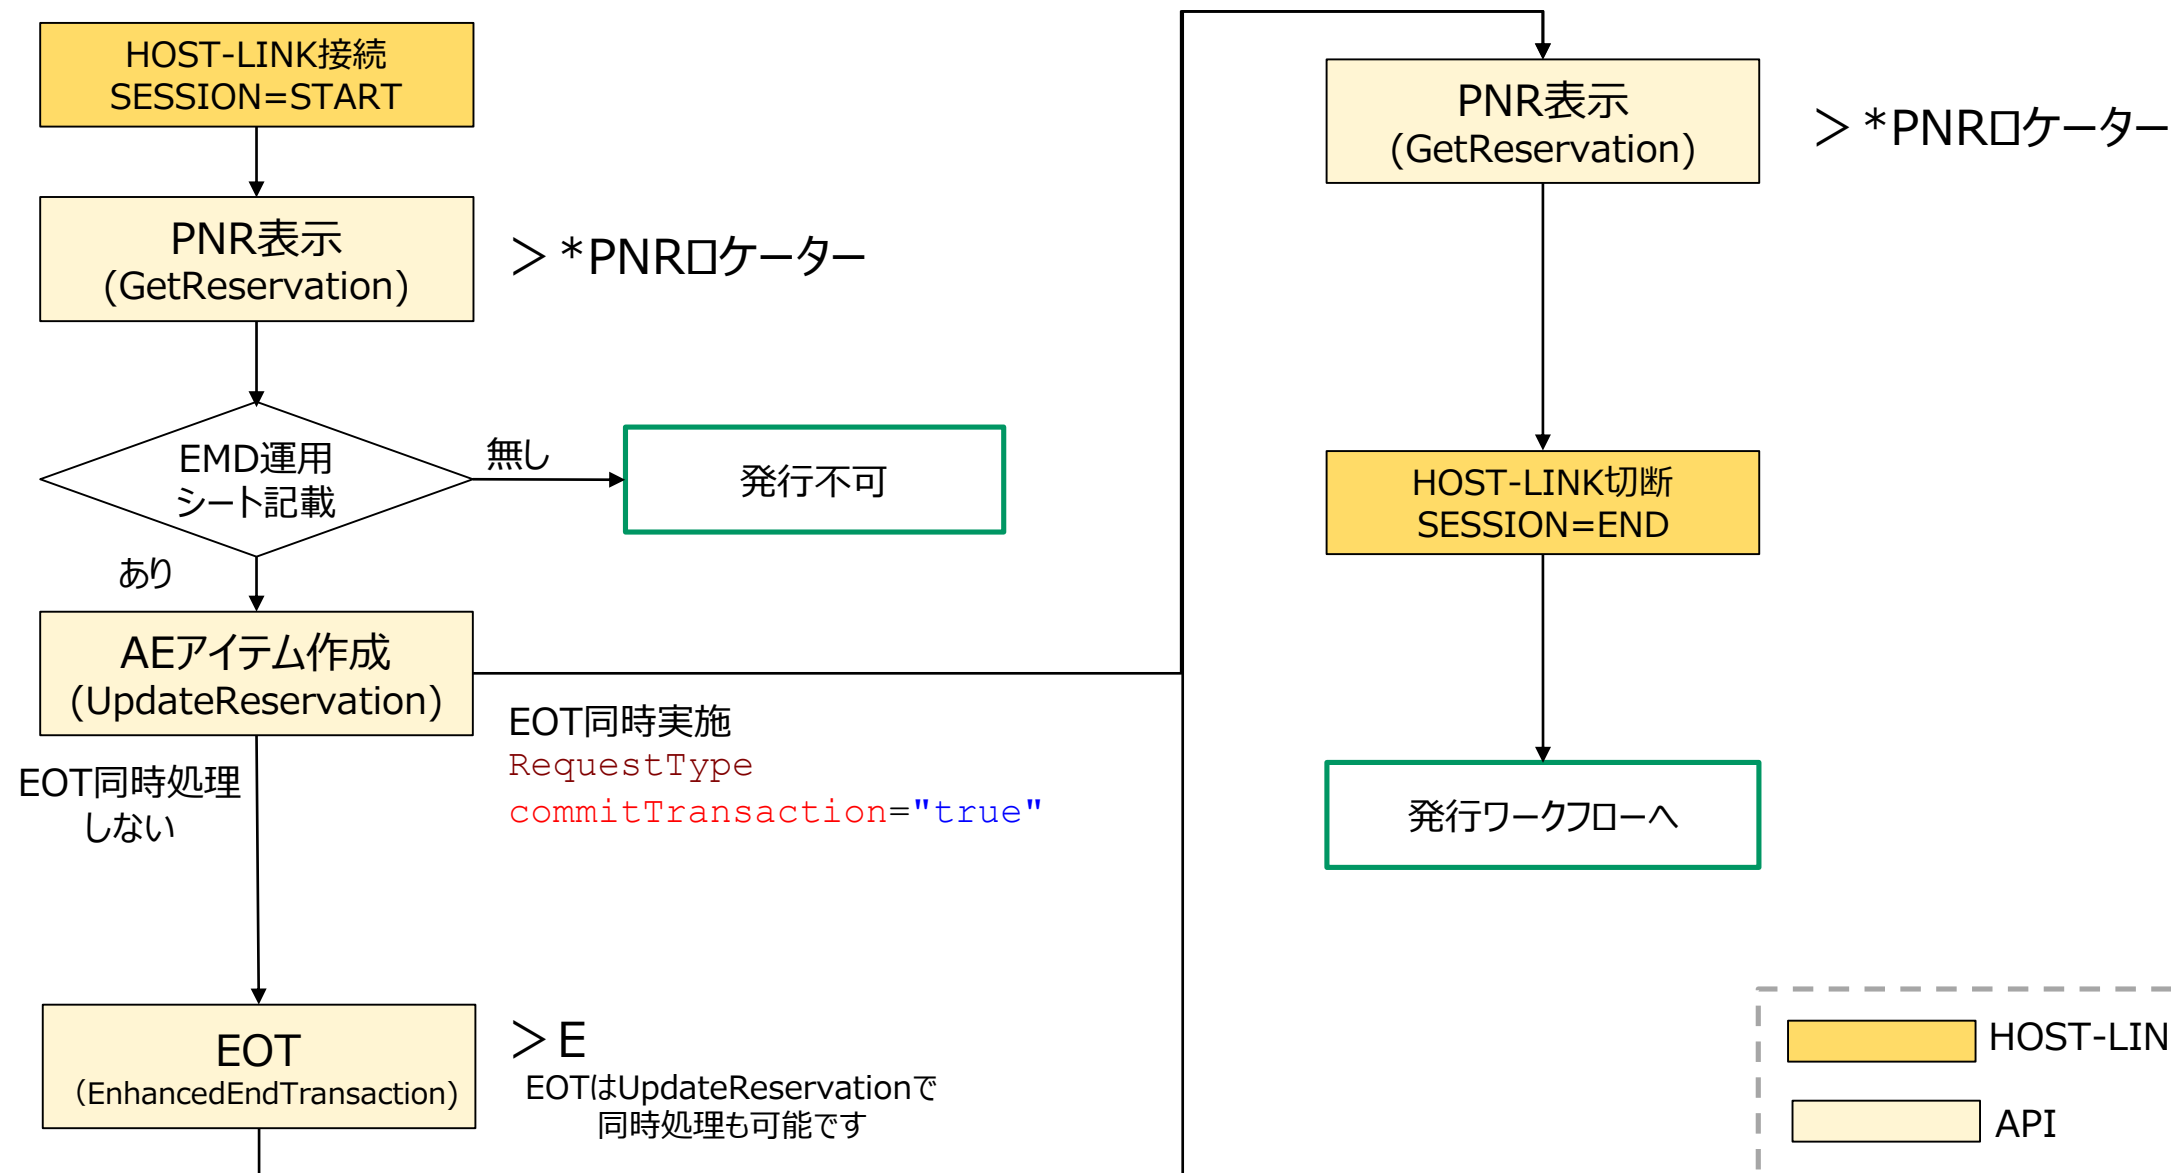 HOST-LINK接続
SESSION=START
PNR表示
(GetReservation)
＞*PNRロケーター
EMD運用
シート記載
無し
発行不可
あり
AEアイテム作成
(UpdateReservation)
EOT同時実施
RequestType
commitTransaction="true"
EOT同時処理
しない
EOT
（EnhancedEndTransaction)
＞E
EOTはUpdateReservationで
同時処理も可能です
PNR表示
(GetReservation)
＞*PNRロケーター
HOST-LINK切断
SESSION=END
発行ワークフローへ
HOST-LIN
API